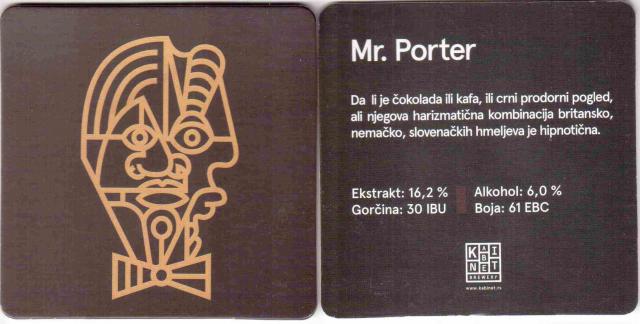 Mr. Porter
Da li je čokolada ili kafa, ili crni prodorni pogled,
ali njegova harizmatična kombinacija britansko,
nemačko, slovenačkih hmeljeva je hipnotična.
Ekstrakt: 16,2 % Alkohol: 6,0 %
Gorčina: 30 IBU Boja: 61 EBC
KABINET
BREWERY
www.kabinet.rs